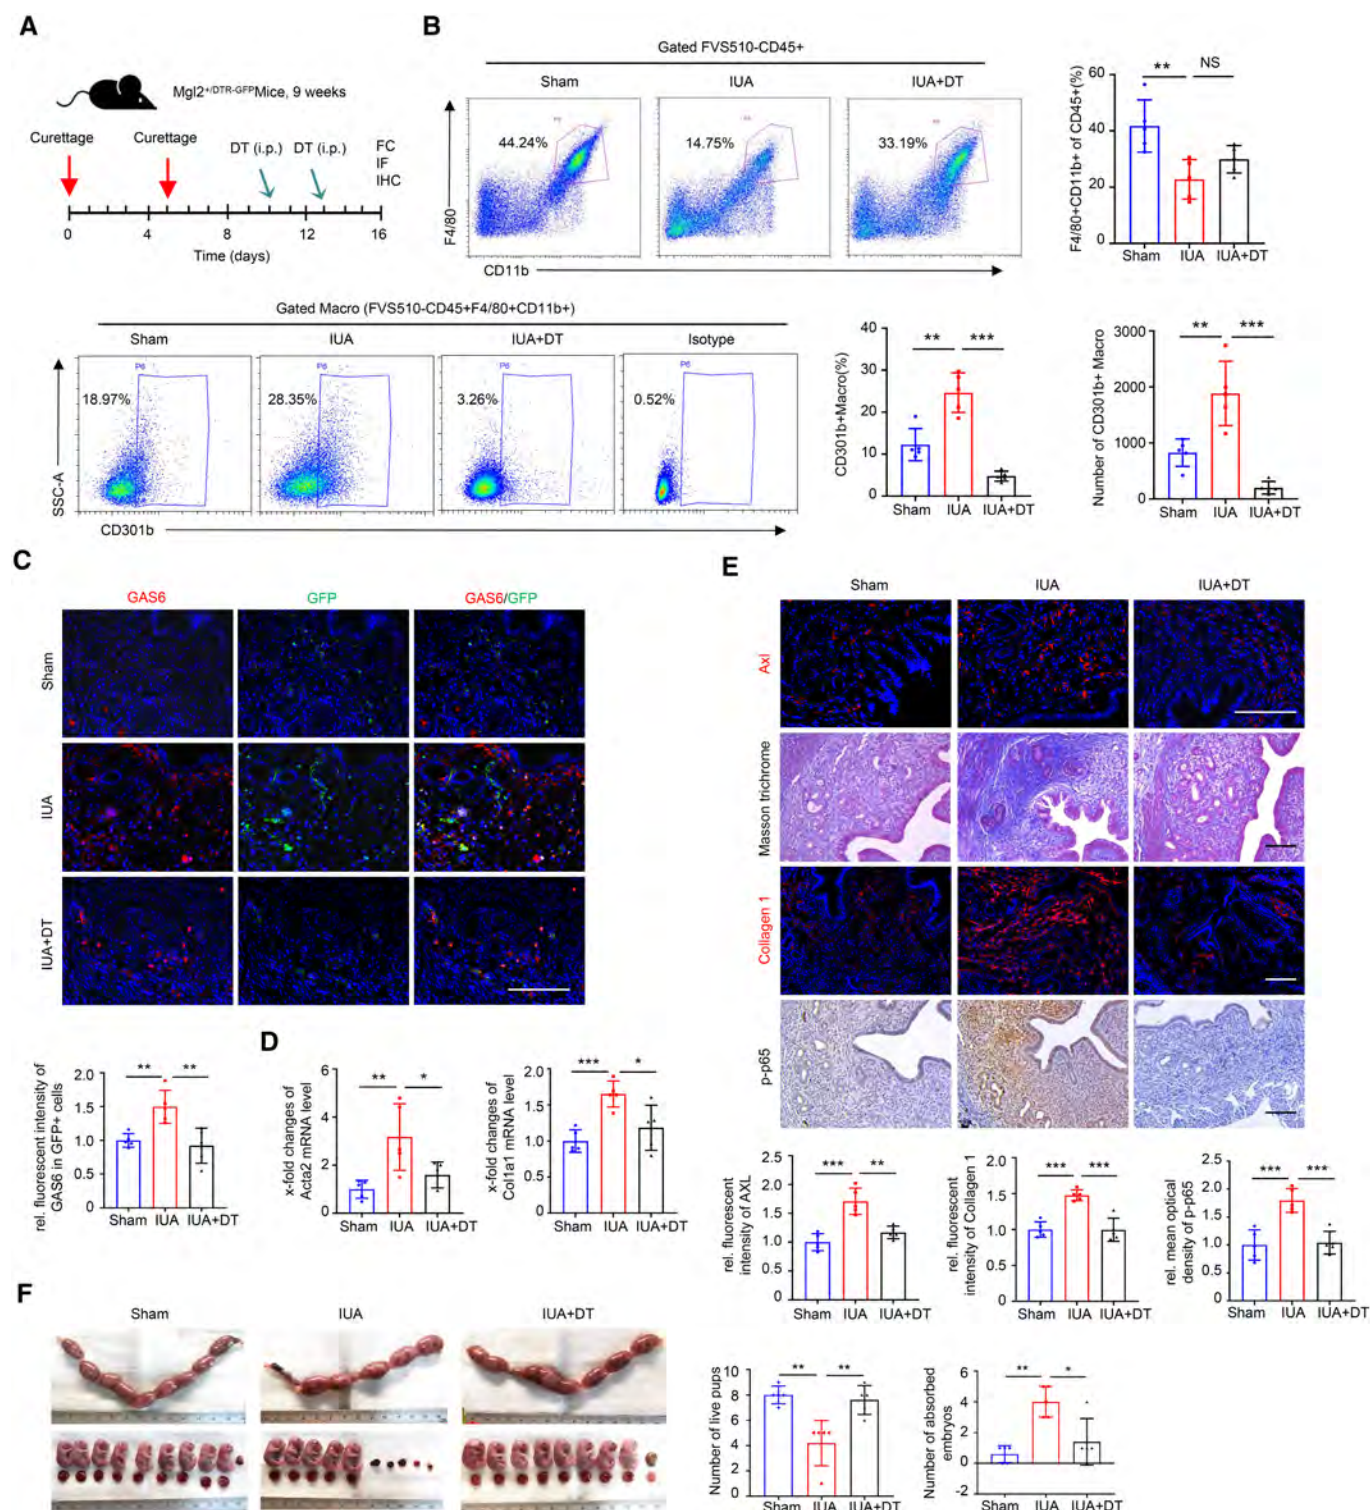 A
Mgl2+/DTR-GFP Mice, 9 weeks
Curettage Curettage DT (i.p.) DT (i.p.) FC
IF
IHC
0 4 8 12 16
Time (days)
B
Gated FVS510-CD45+
Sham IUA IUA+DT
44.24% 14.75% 33.19%
F4/80
CD11b
F4/80+CD11b+ of CD45+(%)
60
40
20
0
** NS
Sham IUA IUA+DT
Gated Macro (FVS510-CD45+F4/80+CD11b+)
Sham IUA IUA+DT Isotype
P6 P6 P6 P6
18.97% 28.35% 3.26% 0.52%
SSC-A
CD301b
CD301b+Macro(%)
40
30
20
10
0
** ***
Sham IUA IUA+DT
Number of CD301b+ Macro
3000
2000
1000
0
** ***
Sham IUA IUA+DT
C
GAS6 GFP GAS6/GFP
Sham
IUA
IUA+DT
rel. fluorescent intensity of
GAS6 in GFP+ cells
2.0
1.5
1.0
0.5
0
** **
Sham IUA IUA+DT
D
x-fold changes of
Acta2 mRNA level
6
4
2
0
** *
Sham IUA IUA+DT
x-fold changes of
Col1a1 mRNA level
2.0
1.5
1.0
0.5
0
*** *
Sham IUA IUA+DT
E
Sham IUA IUA+DT
Axl
Masson trichrome
Collagen 1
p-p65
rel. fluorescent
intensity of AXL
2.5
2.0
1.5
1.0
0.5
0
*** **
Sham IUA IUA+DT
rel. fluorescent
intensity of Collagen 1
2.0
1.5
1.0
0.5
0
*** ***
Sham IUA IUA+DT
rel. mean optical
density of p-p65
2.5
2.0
1.5
1.0
0.5
0
*** ***
Sham IUA IUA+DT
F
Sham IUA IUA+DT
Number of live pups
10
8
6
4
2
0
** **
Sham IUA IUA+DT
Number of absorbed
embryos
6
4
2
0
-2
** *
Sham IUA IUA+DT